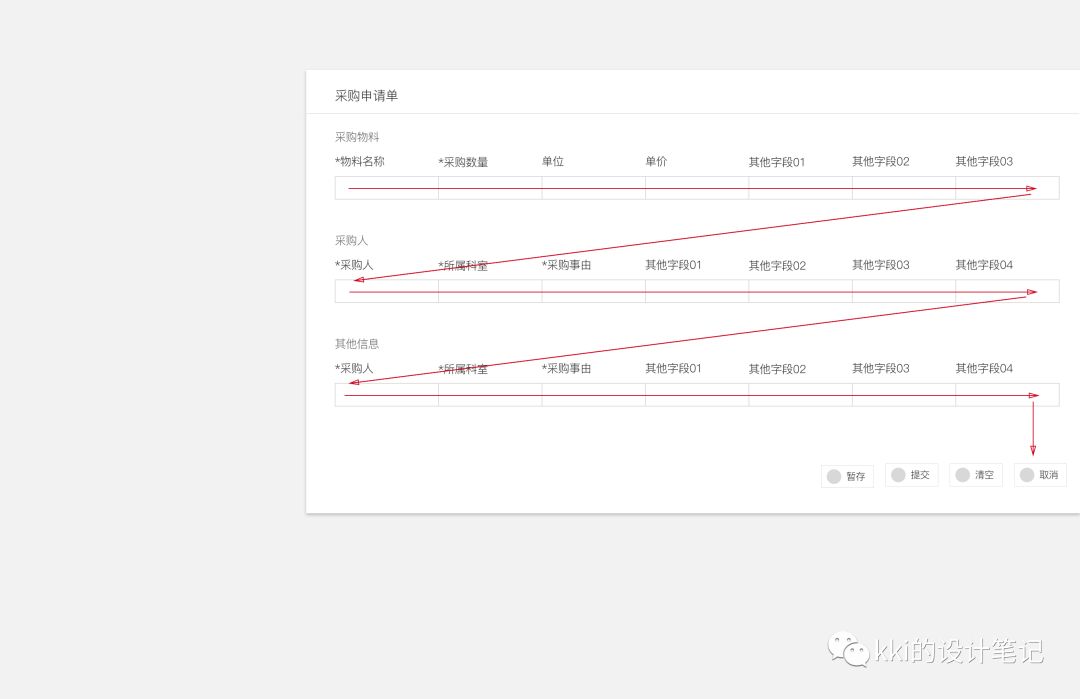 采购申请单
采购物料
*物料名称 *采购数量 单位 单价 其他字段01 其他字段02 其他字段03
采购人
*采购人 *所属科室 *采购事由 其他字段01 其他字段02 其他字段03 其他字段04
其他信息
*采购人 *所属科室 *采购事由 其他字段01 其他字段02 其他字段03 其他字段04
暂存 提交 清空 取消
kki的设计笔记